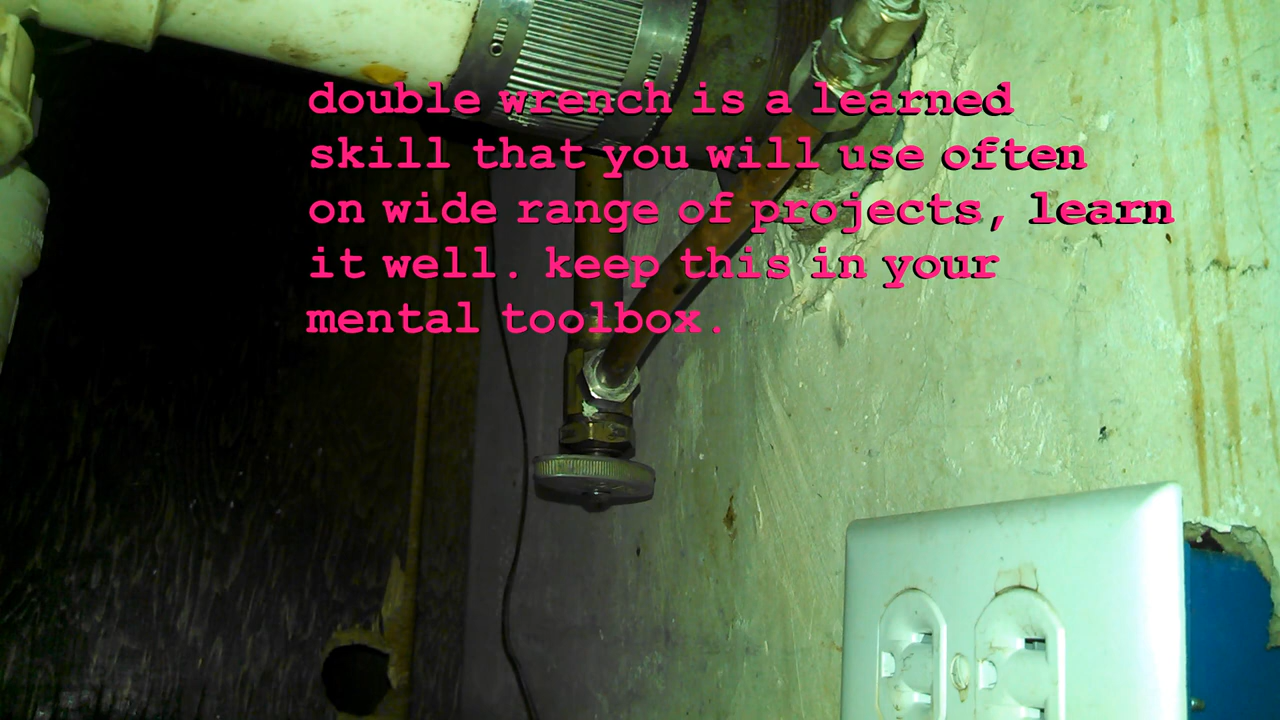 double wrench is a learned
skill that you will use often
on wide range of projects, learn
it well. keep this in your
mental toolbox.